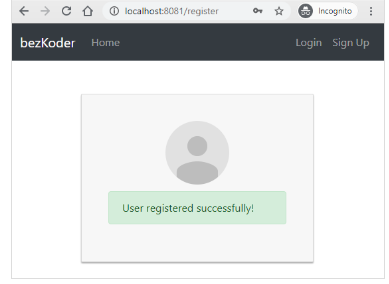 localhost:8081/register
Incognito
bezKoder Home Login Sign Up
User registered successfully!